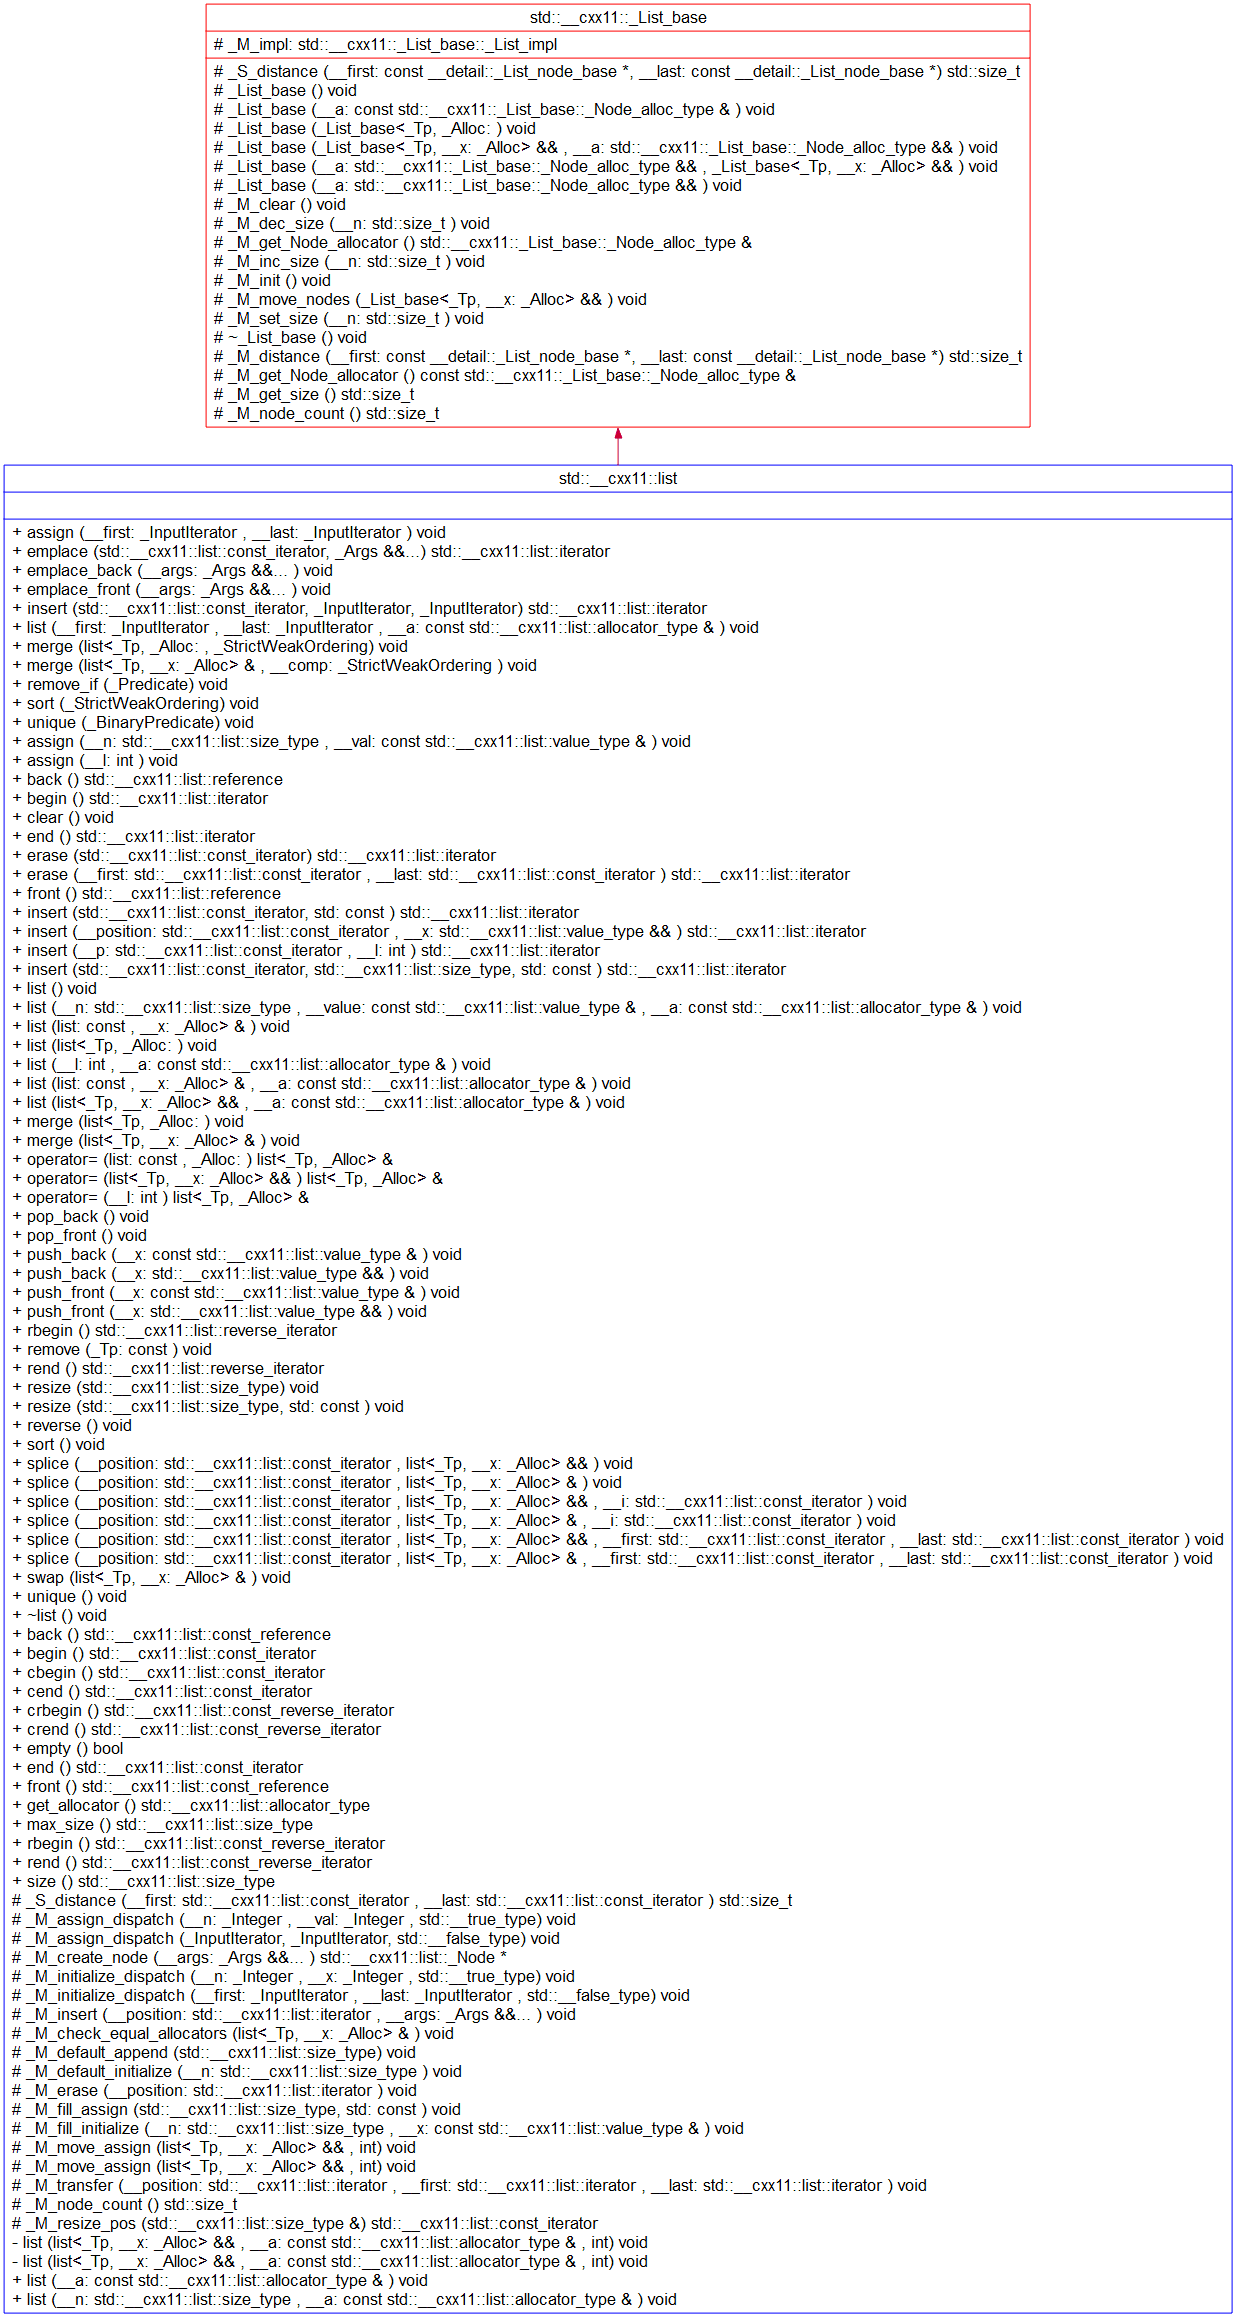 std::__cxx11::_List_base
# _M_impl: std::__cxx11::_List_base::_List_impl
# _S_distance (__first: const __detail::_List_node_base *, __last: const __detail::_List_node_base *) std::size_t
# _List_base () void
# _List_base (__a: const std::__cxx11::_List_base::_Node_alloc_type & ) void
# _List_base (_List_base<_Tp, _Alloc: ) void
# _List_base (_List_base<_Tp, __x: _Alloc> && , __a: std::__cxx11::_List_base::_Node_alloc_type && ) void
# _List_base (__a: std::__cxx11::_List_base::_Node_alloc_type && , _List_base<_Tp, __x: _Alloc> && ) void
# _List_base (__a: std::__cxx11::_List_base::_Node_alloc_type && ) void
# _M_clear () void
# _M_dec_size (__n: std::size_t ) void
# _M_get_Node_allocator () std::__cxx11::_List_base::_Node_alloc_type &
# _M_inc_size (__n: std::size_t ) void
# _M_init () void
# _M_move_nodes (_List_base<_Tp, __x: _Alloc> && ) void
# _M_set_size (__n: std::size_t ) void
# ~_List_base () void
# _M_distance (__first: const __detail::_List_node_base *, __last: const __detail::_List_node_base *) std::size_t
# _M_get_Node_allocator () const std::__cxx11::_List_base::_Node_alloc_type &
# _M_get_size () std::size_t
# _M_node_count () std::size_t
std::__cxx11::list
+ assign (__first: _InputIterator , __last: _InputIterator ) void
+ emplace (std::__cxx11::list::const_iterator, _Args &&...) std::__cxx11::list::iterator
+ emplace_back (__args: _Args &&... ) void
+ emplace_front (__args: _Args &&... ) void
+ insert (std::__cxx11::list::const_iterator, _InputIterator, _InputIterator) std::__cxx11::list::iterator
+ list (__first: _InputIterator , __last: _InputIterator , __a: const std::__cxx11::list::allocator_type & ) void
+ merge (list<_Tp, _Alloc: , _StrictWeakOrdering) void
+ merge (list<_Tp, __x: _Alloc> & , __comp: _StrictWeakOrdering ) void
+ remove_if (_Predicate) void
+ sort (_StrictWeakOrdering) void
+ unique (_BinaryPredicate) void
+ assign (__n: std::__cxx11::list::size_type , __val: const std::__cxx11::list::value_type & ) void
+ assign (__l: int ) void
+ back () std::__cxx11::list::reference
+ begin () std::__cxx11::list::iterator
+ clear () void
+ end () std::__cxx11::list::iterator
+ erase (std::__cxx11::list::const_iterator) std::__cxx11::list::iterator
+ erase (__first: std::__cxx11::list::const_iterator , __last: std::__cxx11::list::const_iterator ) std::__cxx11::list::iterator
+ front () std::__cxx11::list::reference
+ insert (std::__cxx11::list::const_iterator, std: const ) std::__cxx11::list::iterator
+ insert (__position: std::__cxx11::list::const_iterator , __x: std::__cxx11::list::value_type && ) std::__cxx11::list::iterator
+ insert (__p: std::__cxx11::list::const_iterator , __l: int ) std::__cxx11::list::iterator
+ insert (std::__cxx11::list::const_iterator, std::__cxx11::list::size_type, std: const ) std::__cxx11::list::iterator
+ list () void
+ list (__n: std::__cxx11::list::size_type , __value: const std::__cxx11::list::value_type & , __a: const std::__cxx11::list::allocator_type & ) void
+ list (list: const , __x: _Alloc> & ) void
+ list (list<_Tp, _Alloc: ) void
+ list (__l: int , __a: const std::__cxx11::list::allocator_type & ) void
+ list (list: const , __x: _Alloc> & , __a: const std::__cxx11::list::allocator_type & ) void
+ list (list<_Tp, __x: _Alloc> && , __a: const std::__cxx11::list::allocator_type & ) void
+ merge (list<_Tp, _Alloc: ) void
+ merge (list<_Tp, __x: _Alloc> & ) void
+ operator= (list: const , _Alloc: ) list<_Tp, _Alloc> &
+ operator= (list<_Tp, __x: _Alloc> && ) list<_Tp, _Alloc> &
+ operator= (__l: int ) list<_Tp, _Alloc> &
+ pop_back () void
+ pop_front () void
+ push_back (__x: const std::__cxx11::list::value_type & ) void
+ push_back (__x: std::__cxx11::list::value_type && ) void
+ push_front (__x: const std::__cxx11::list::value_type & ) void
+ push_front (__x: std::__cxx11::list::value_type && ) void
+ rbegin () std::__cxx11::list::reverse_iterator
+ remove (_Tp: const ) void
+ rend () std::__cxx11::list::reverse_iterator
+ resize (std::__cxx11::list::size_type) void
+ resize (std::__cxx11::list::size_type, std: const ) void
+ reverse () void
+ sort () void
+ splice (__position: std::__cxx11::list::const_iterator , list<_Tp, __x: _Alloc> && ) void
+ splice (__position: std::__cxx11::list::const_iterator , list<_Tp, __x: _Alloc> & ) void
+ splice (__position: std::__cxx11::list::const_iterator , list<_Tp, __x: _Alloc> && , __i: std::__cxx11::list::const_iterator ) void
+ splice (__position: std::__cxx11::list::const_iterator , list<_Tp, __x: _Alloc> & , __i: std::__cxx11::list::const_iterator ) void
+ splice (__position: std::__cxx11::list::const_iterator , list<_Tp, __x: _Alloc> && , __first: std::__cxx11::list::const_iterator , __last: std::__cxx11::list::const_iterator ) void
+ splice (__position: std::__cxx11::list::const_iterator , list<_Tp, __x: _Alloc> & , __first: std::__cxx11::list::const_iterator , __last: std::__cxx11::list::const_iterator ) void
+ swap (list<_Tp, __x: _Alloc> & ) void
+ unique () void
+ ~list () void
+ back () std::__cxx11::list::const_reference
+ begin () std::__cxx11::list::const_iterator
+ cbegin () std::__cxx11::list::const_iterator
+ cend () std::__cxx11::list::const_iterator
+ crbegin () std::__cxx11::list::const_reverse_iterator
+ crend () std::__cxx11::list::const_reverse_iterator
+ empty () bool
+ end () std::__cxx11::list::const_iterator
+ front () std::__cxx11::list::const_reference
+ get_allocator () std::__cxx11::list::allocator_type
+ max_size () std::__cxx11::list::size_type
+ rbegin () std::__cxx11::list::const_reverse_iterator
+ rend () std::__cxx11::list::const_reverse_iterator
+ size () std::__cxx11::list::size_type
# _S_distance (__first: std::__cxx11::list::const_iterator , __last: std::__cxx11::list::const_iterator ) std::size_t
# _M_assign_dispatch (__n: _Integer , __val: _Integer , std::__true_type) void
# _M_assign_dispatch (_InputIterator, _InputIterator, std::__false_type) void
# _M_create_node (__args: _Args &&... ) std::__cxx11::list::_Node *
# _M_initialize_dispatch (__n: _Integer , __x: _Integer , std::__true_type) void
# _M_initialize_dispatch (__first: _InputIterator , __last: _InputIterator , std::__false_type) void
# _M_insert (__position: std::__cxx11::list::iterator , __args: _Args &&... ) void
# _M_check_equal_allocators (list<_Tp, __x: _Alloc> & ) void
# _M_default_append (std::__cxx11::list::size_type) void
# _M_default_initialize (__n: std::__cxx11::list::size_type ) void
# _M_erase (__position: std::__cxx11::list::iterator ) void
# _M_fill_assign (std::__cxx11::list::size_type, std: const ) void
# _M_fill_initialize (__n: std::__cxx11::list::size_type , __x: const std::__cxx11::list::value_type & ) void
# _M_move_assign (list<_Tp, __x: _Alloc> && , int) void
# _M_move_assign (list<_Tp, __x: _Alloc> && , int) void
# _M_transfer (__position: std::__cxx11::list::iterator , __first: std::__cxx11::list::iterator , __last: std::__cxx11::list::iterator ) void
# _M_node_count () std::size_t
# _M_resize_pos (std::__cxx11::list::size_type &) std::__cxx11::list::const_iterator
- list (list<_Tp, __x: _Alloc> && , __a: const std::__cxx11::list::allocator_type & , int) void
- list (list<_Tp, __x: _Alloc> && , __a: const std::__cxx11::list::allocator_type & , int) void
+ list (__a: const std::__cxx11::list::allocator_type & ) void
+ list (__n: std::__cxx11::list::size_type , __a: const std::__cxx11::list::allocator_type & ) void